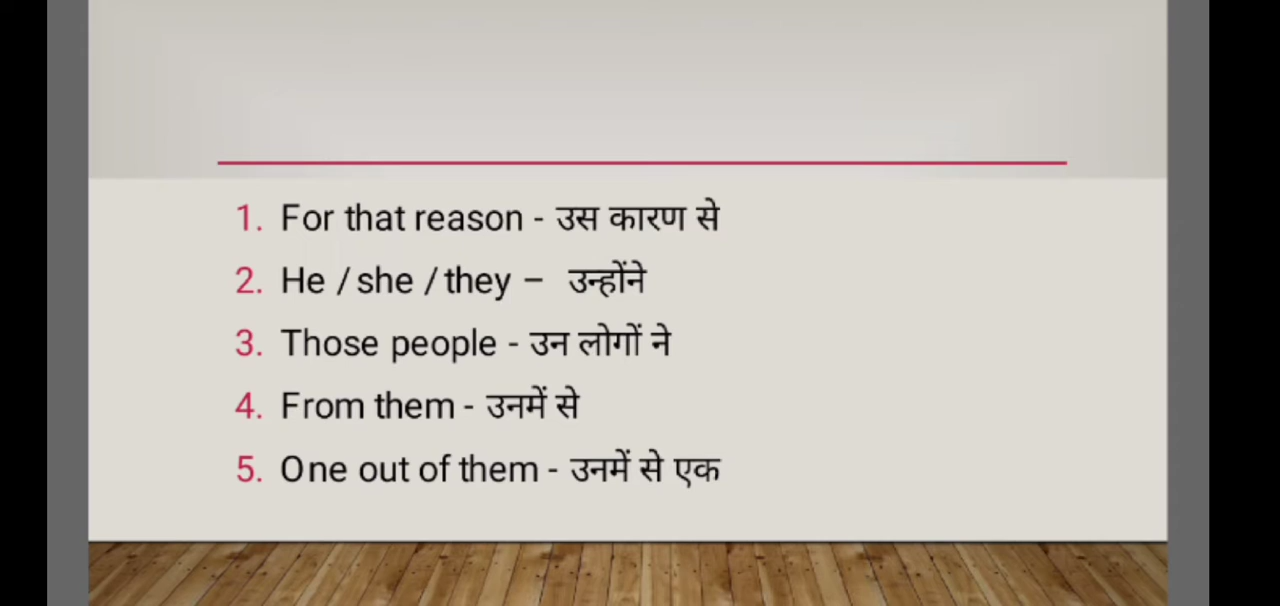 1. For that reason - उस कारण से
2. He / she / they – उन्होंने
3. Those people - उन लोगों ने
4. From them - उनमें से
5. One out of them - उनमें से एक